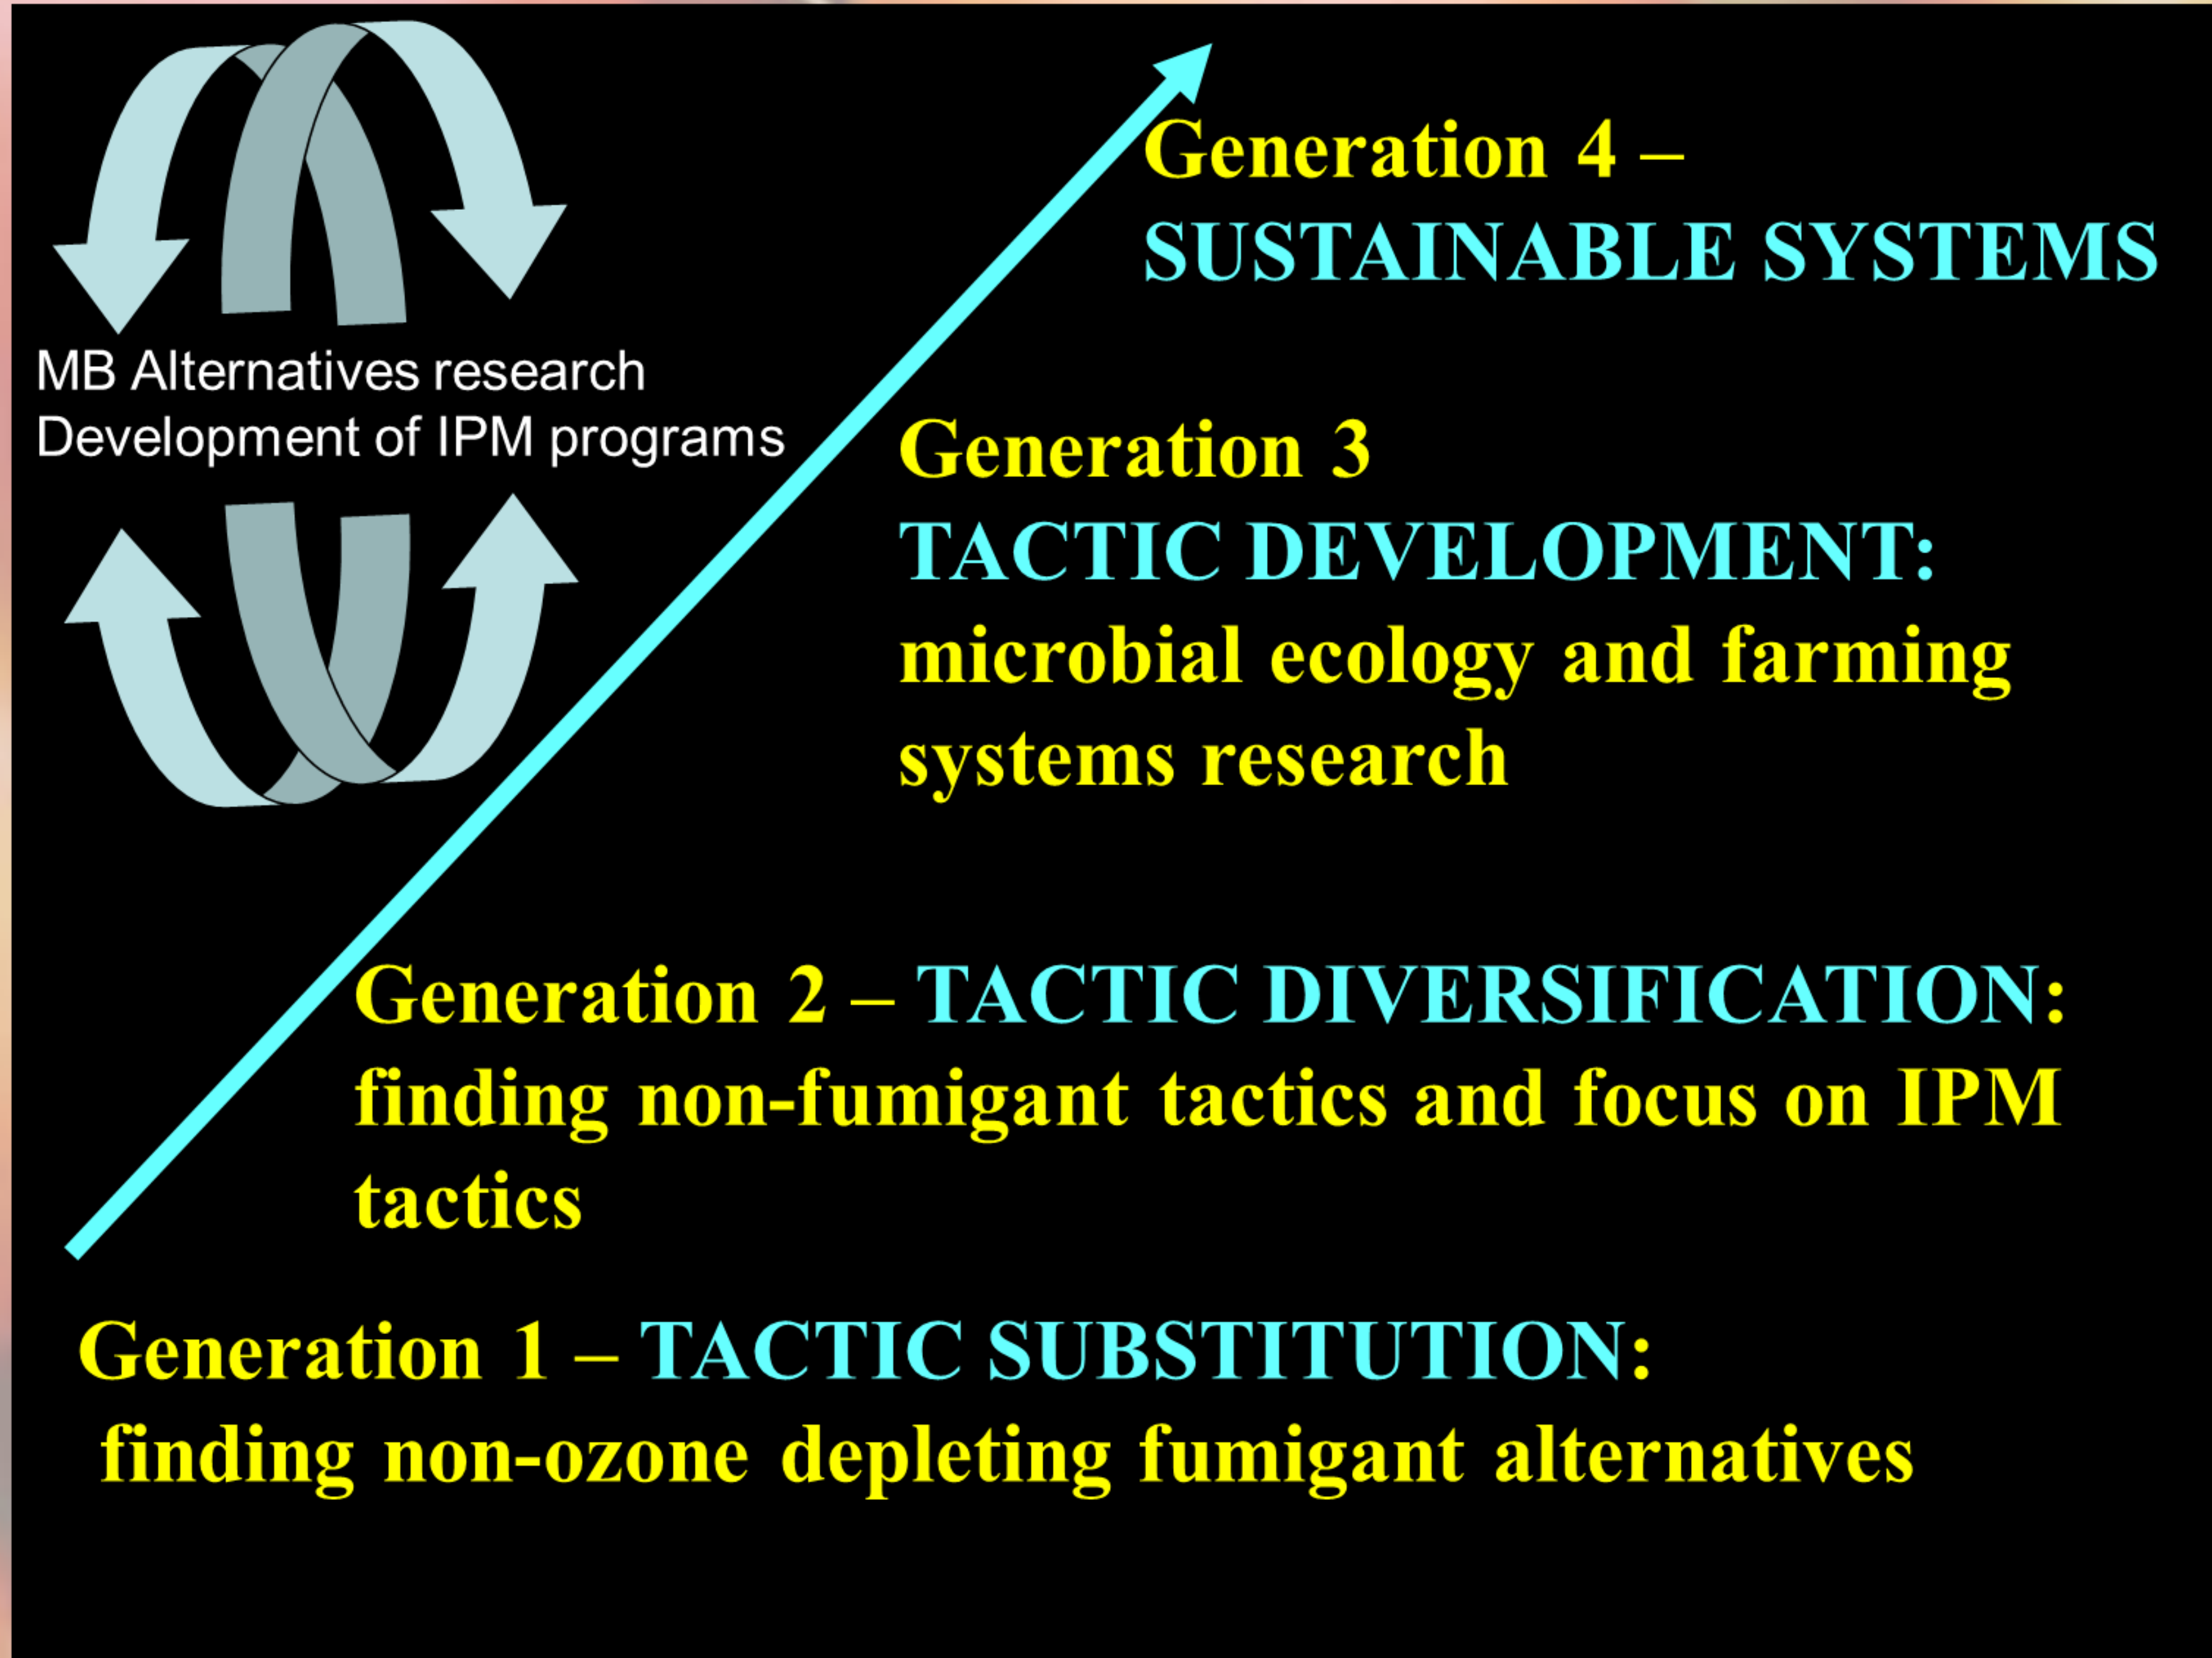 MB Alternatives research
Development of IPM programs
Generation 4 –
SUSTAINABLE SYSTEMS
Generation 3
TACTIC DEVELOPMENT:
microbial ecology and farming
systems research
Generation 2 – TACTIC DIVERSIFICATION:
finding non-fumigant tactics and focus on IPM
tactics
Generation 1 – TACTIC SUBSTITUTION:
finding non-ozone depleting fumigant alternatives